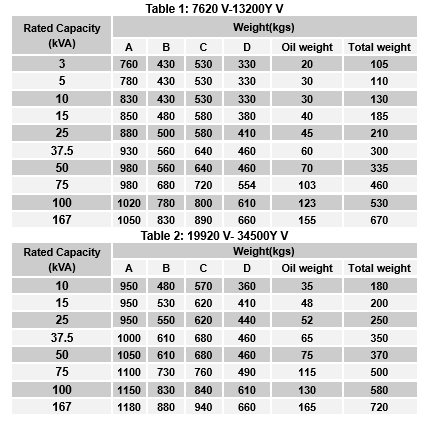 Table 1: 7620 V-13200Y V
Rated Capacity (kVA) Weight(kgs)
A B C D Oil weight Total weight
3 760 430 530 330 20 105
5 780 430 530 330 30 110
10 830 430 530 330 30 130
15 850 480 580 380 40 185
25 880 500 580 410 45 210
37.5 930 560 640 460 60 300
50 980 560 640 460 70 335
75 980 680 720 554 103 460
100 1020 780 800 610 123 530
167 1050 830 890 660 155 670
Table 2: 19920 V- 34500Y V
Rated Capacity (kVA) Weight(kgs)
A B C D Oil weight Total weight
10 950 480 570 360 35 180
15 950 530 620 410 48 200
25 950 550 620 440 52 250
37.5 1000 610 680 460 65 350
50 1050 610 680 460 75 370
75 1100 730 760 490 115 500
100 1150 830 840 610 130 580
167 1180 880 940 660 165 720